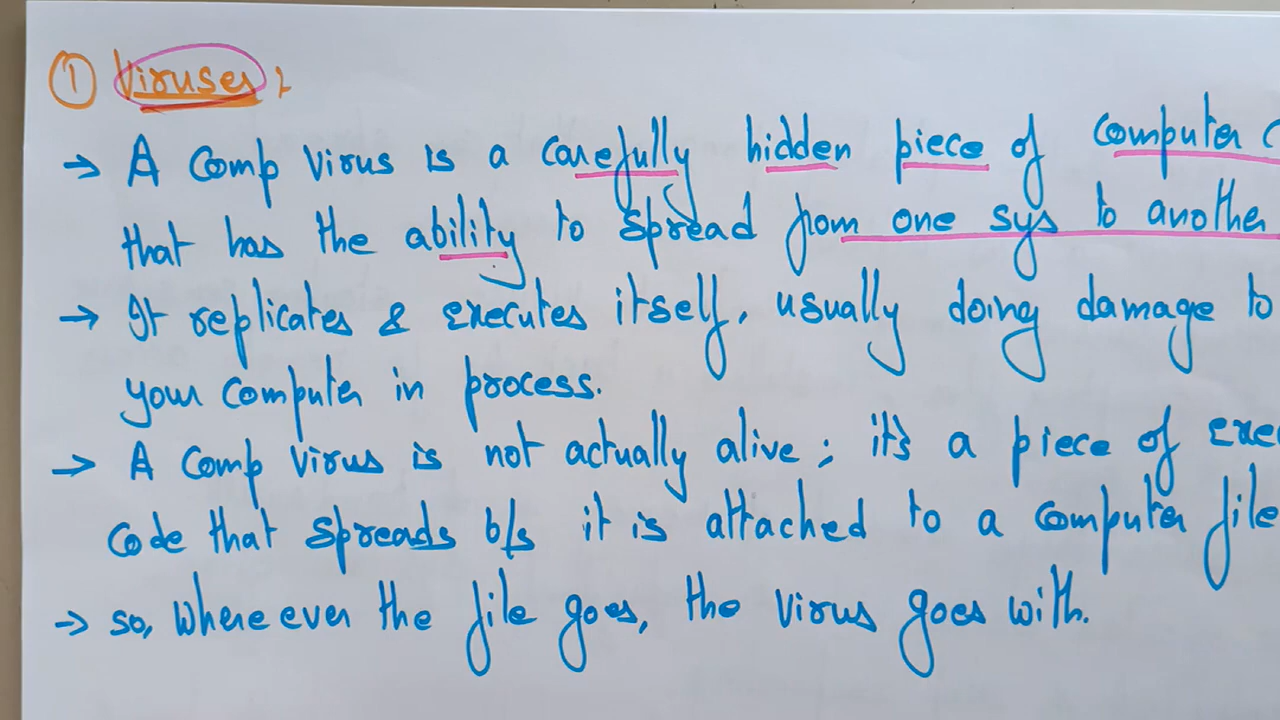 ① Viruses :
→ A Comp Virus is a carefully hidden piece of computer C
that has the ability to spread from one sys to another
→ It replicates & executes itself, usually doing damage to
your computer in process.
→ A Comp Virus is not actually alive; it's a piece of exe
Code that spreads b/s it is attached to a computer file
→ so, where ever the file goes, the virus goes with.